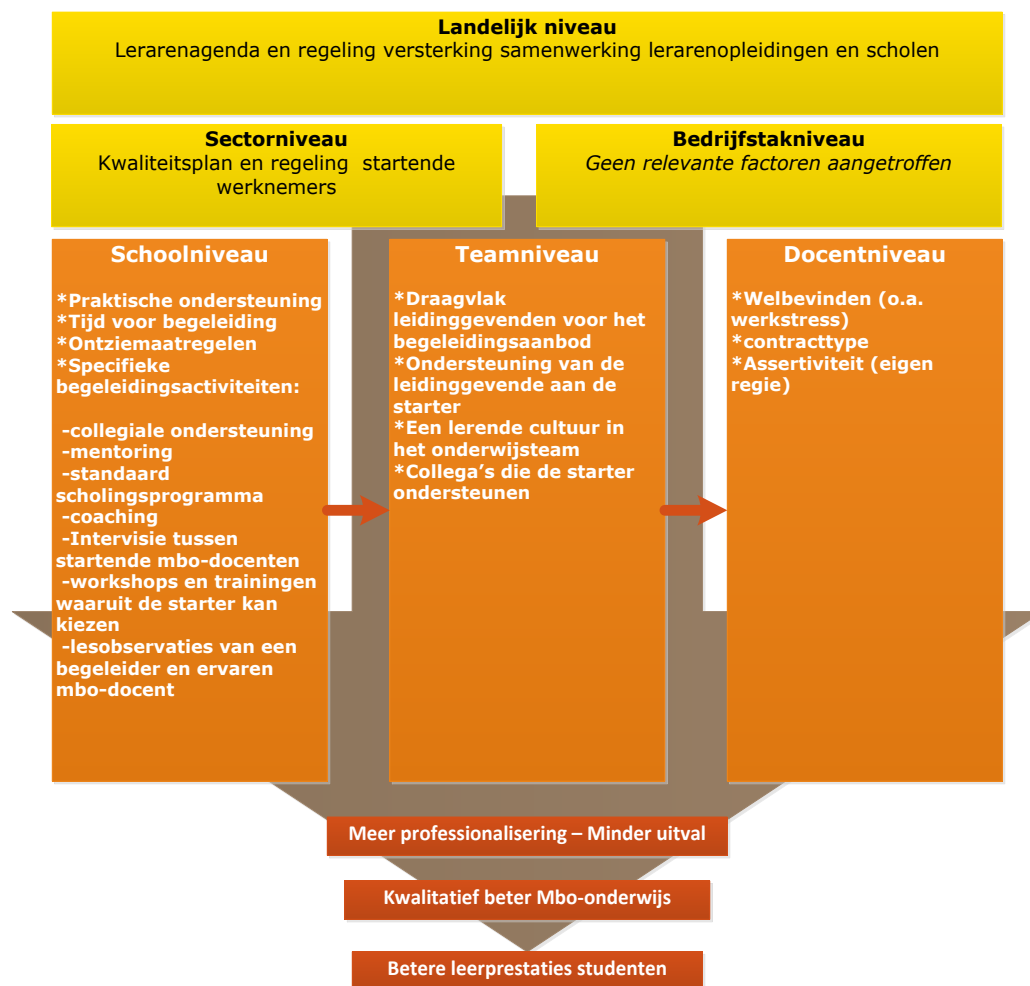 Landelijk niveau
Lerarenagenda en regeling versterking samenwerking lerarenopleidingen en scholen
Sectorniveau
Kwaliteitsplan en regeling  startende
werknemers
Bedrijfstakniveau
Geen relevante factoren aangetroffen
Schoolniveau
*Praktische ondersteuning
*Tijd voor begeleiding
*Ontziemaatregelen
*Specifieke
begeleidingsactiviteiten:
-collegiale ondersteuning
-mentoring
-standaard
scholingsprogramma
-coaching
-Intervisie tussen
startende mbo-docenten
-workshops en trainingen
waaruit de starter kan
kiezen
-lesobservaties van een
begeleider en ervaren
mbo-docent
Teamniveau
*Draagvlak
leidinggevenden voor het
begeleidingsaanbod
*Ondersteuning van de
leidinggevende aan de
starter
*Een lerende cultuur in
het onderwijsteam
*Collega’s die de starter
ondersteunen
Docentniveau
*Welbevinden (o.a.
werkstress)
*contracttype
*Assertiviteit (eigen
regie)
Meer professionalisering – Minder uitval
Kwalitatief beter Mbo-onderwijs
Betere leerprestaties studenten